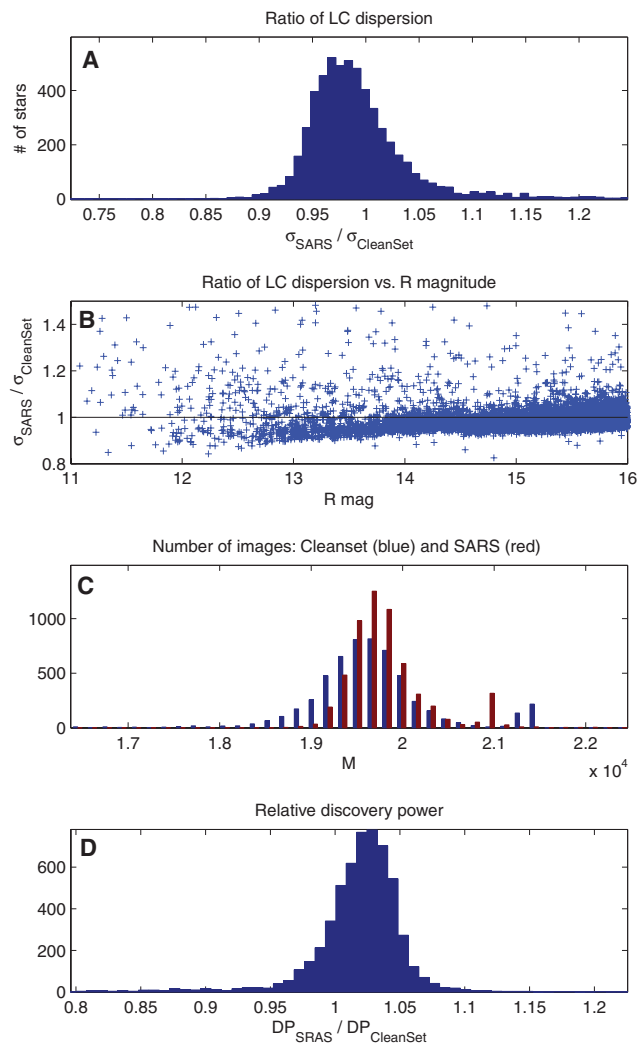 Ratio of LC dispersion
A
# of stars
400
200
0
0.75 0.8 0.85 0.9 0.95 1 1.05 1.1 1.15 1.2
σSARS / σCleanSet
Ratio of LC dispersion vs. R magnitude
B
σSARS / σCleanSet
1.4
1.2
1
0.8
11 12 13 14 15 16
R mag
Number of images: Cleanset (blue) and SARS (red)
C
1000
500
0
1.7 1.8 1.9 2 2.1 2.2
M
x 10^4
Relative discovery power
D
600
400
200
0
0.8 0.85 0.9 0.95 1 1.05 1.1 1.15 1.2
DPSRAS / DPCleanSet